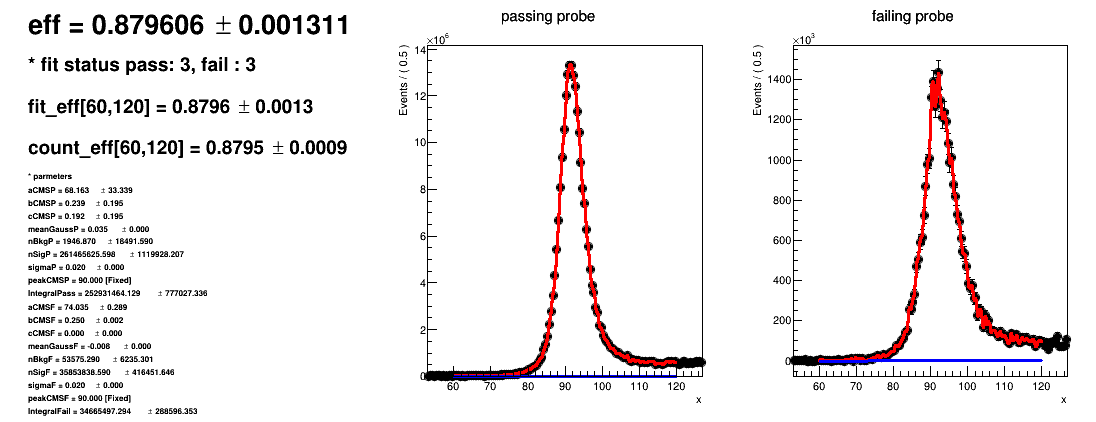 eff = 0.879606 ± 0.001311
* fit status pass: 3, fail : 3
fit_eff[60,120] = 0.8796 ± 0.0013
count_eff[60,120] = 0.8795 ± 0.0009
* parmeters
aCMSP = 68.163 ± 33.339
bCMSP = 0.239 ± 0.195
cCMSP = 0.192 ± 0.195
meanGaussP = 0.035 ± 0.000
nBkgP = 1946.870 ± 18491.590
nSigP = 261465625.598 ± 1119928.207
sigmaP = 0.020 ± 0.000
peakCMSP = 90.000 [Fixed]
IntegralPass = 252931464.129 ± 777027.336
aCMSF = 74.035 ± 0.289
bCMSF = 0.250 ± 0.002
cCMSF = 0.000 ± 0.000
meanGaussF = -0.008 ± 0.000
nBkgF = 53575.290 ± 6235.301
nSigF = 35853838.590 ± 416451.646
sigmaF = 0.020 ± 0.000
peakCMSF = 90.000 [Fixed]
IntegralFail = 34665497.294 ± 288596.353
passing probe
×10⁶
Events / ( 0.5 )
14
12
10
8
6
4
2
0
60 70 80 90 100 110 120
x
failing probe
×10³
Events / ( 0.5 )
1400
1200
1000
800
600
400
200
0
60 70 80 90 100 110 120
x